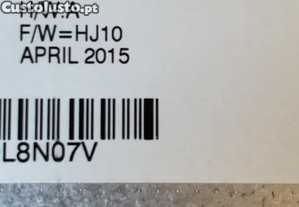 CustoJusto.pt
H/W:A
F/W=HJ10
APRIL 2015
L8N07V